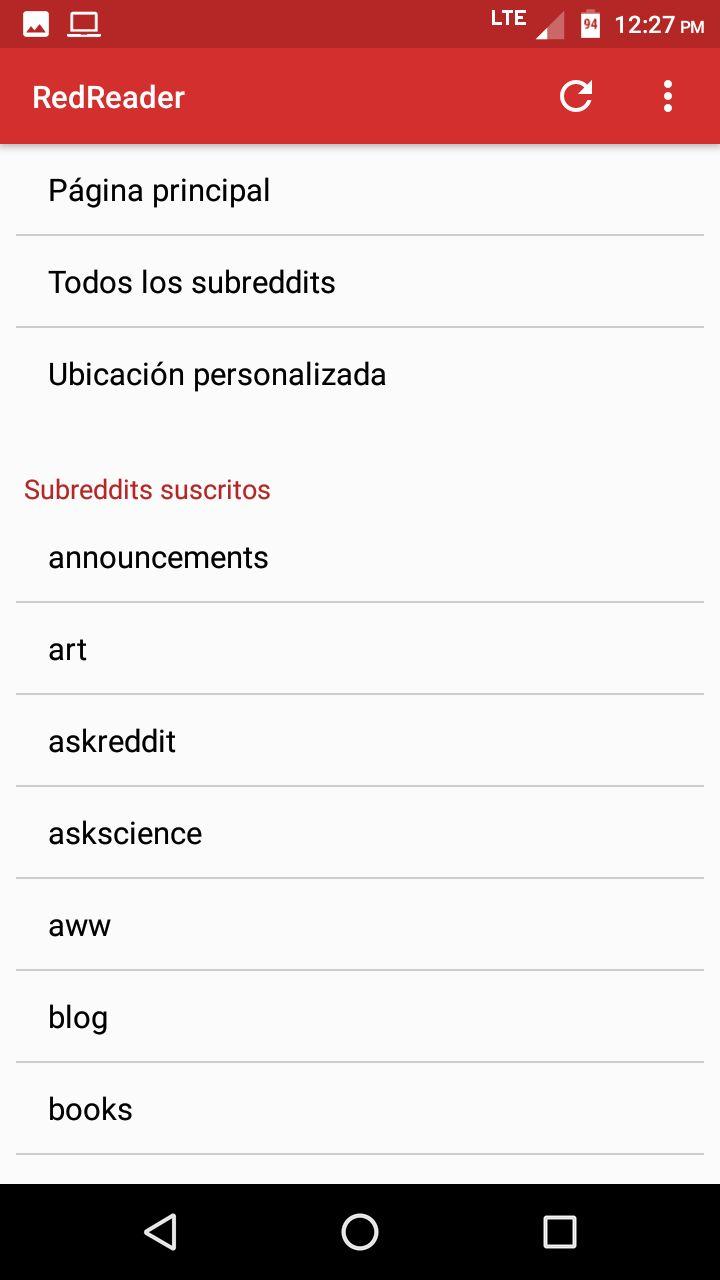 LTE 94 12:27 PM
RedReader
Página principal
Todos los subreddits
Ubicación personalizada
Subreddits suscritos
announcements
art
askreddit
askscience
aww
blog
books